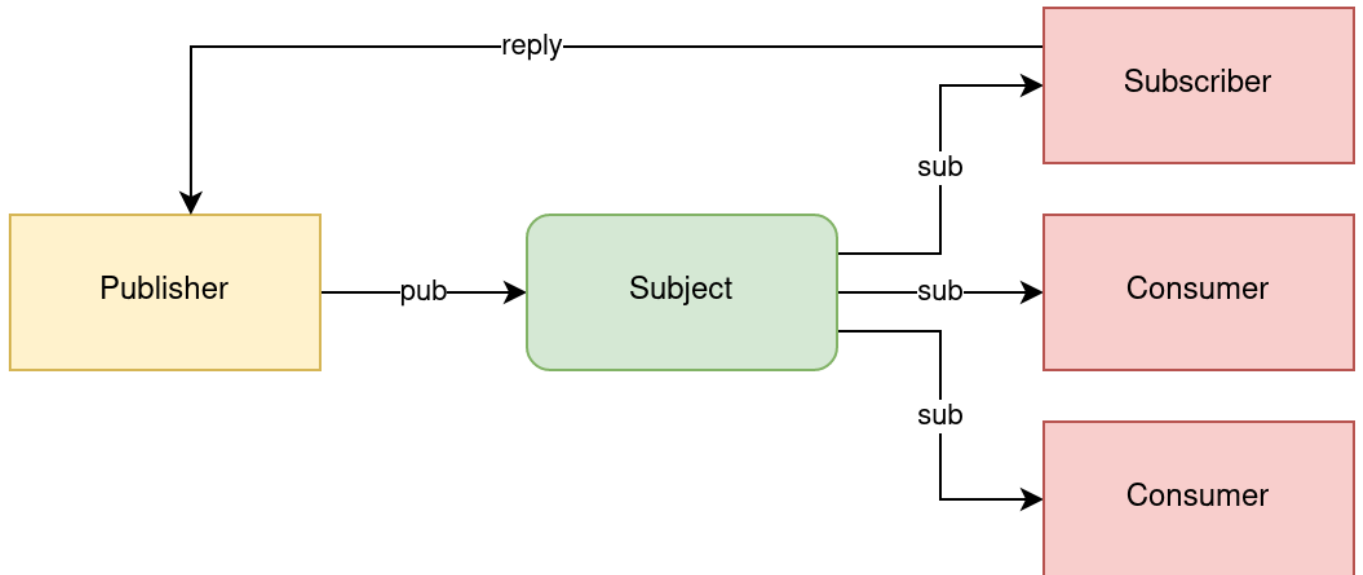 reply
Subscriber
sub
Publisher
pub
Subject
sub
Consumer
sub
Consumer